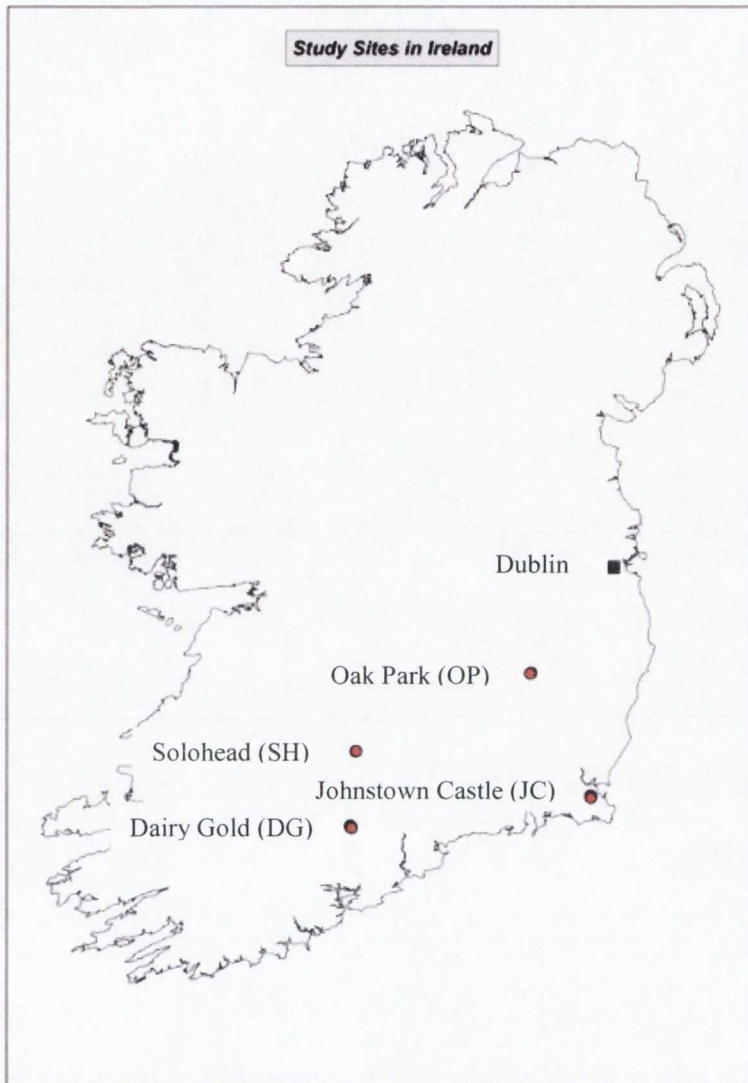 Study Sites in Ireland
Dublin
Oak Park (OP)
Solohead (SH)
Johnstown Castle (JC)
Dairy Gold (DG)